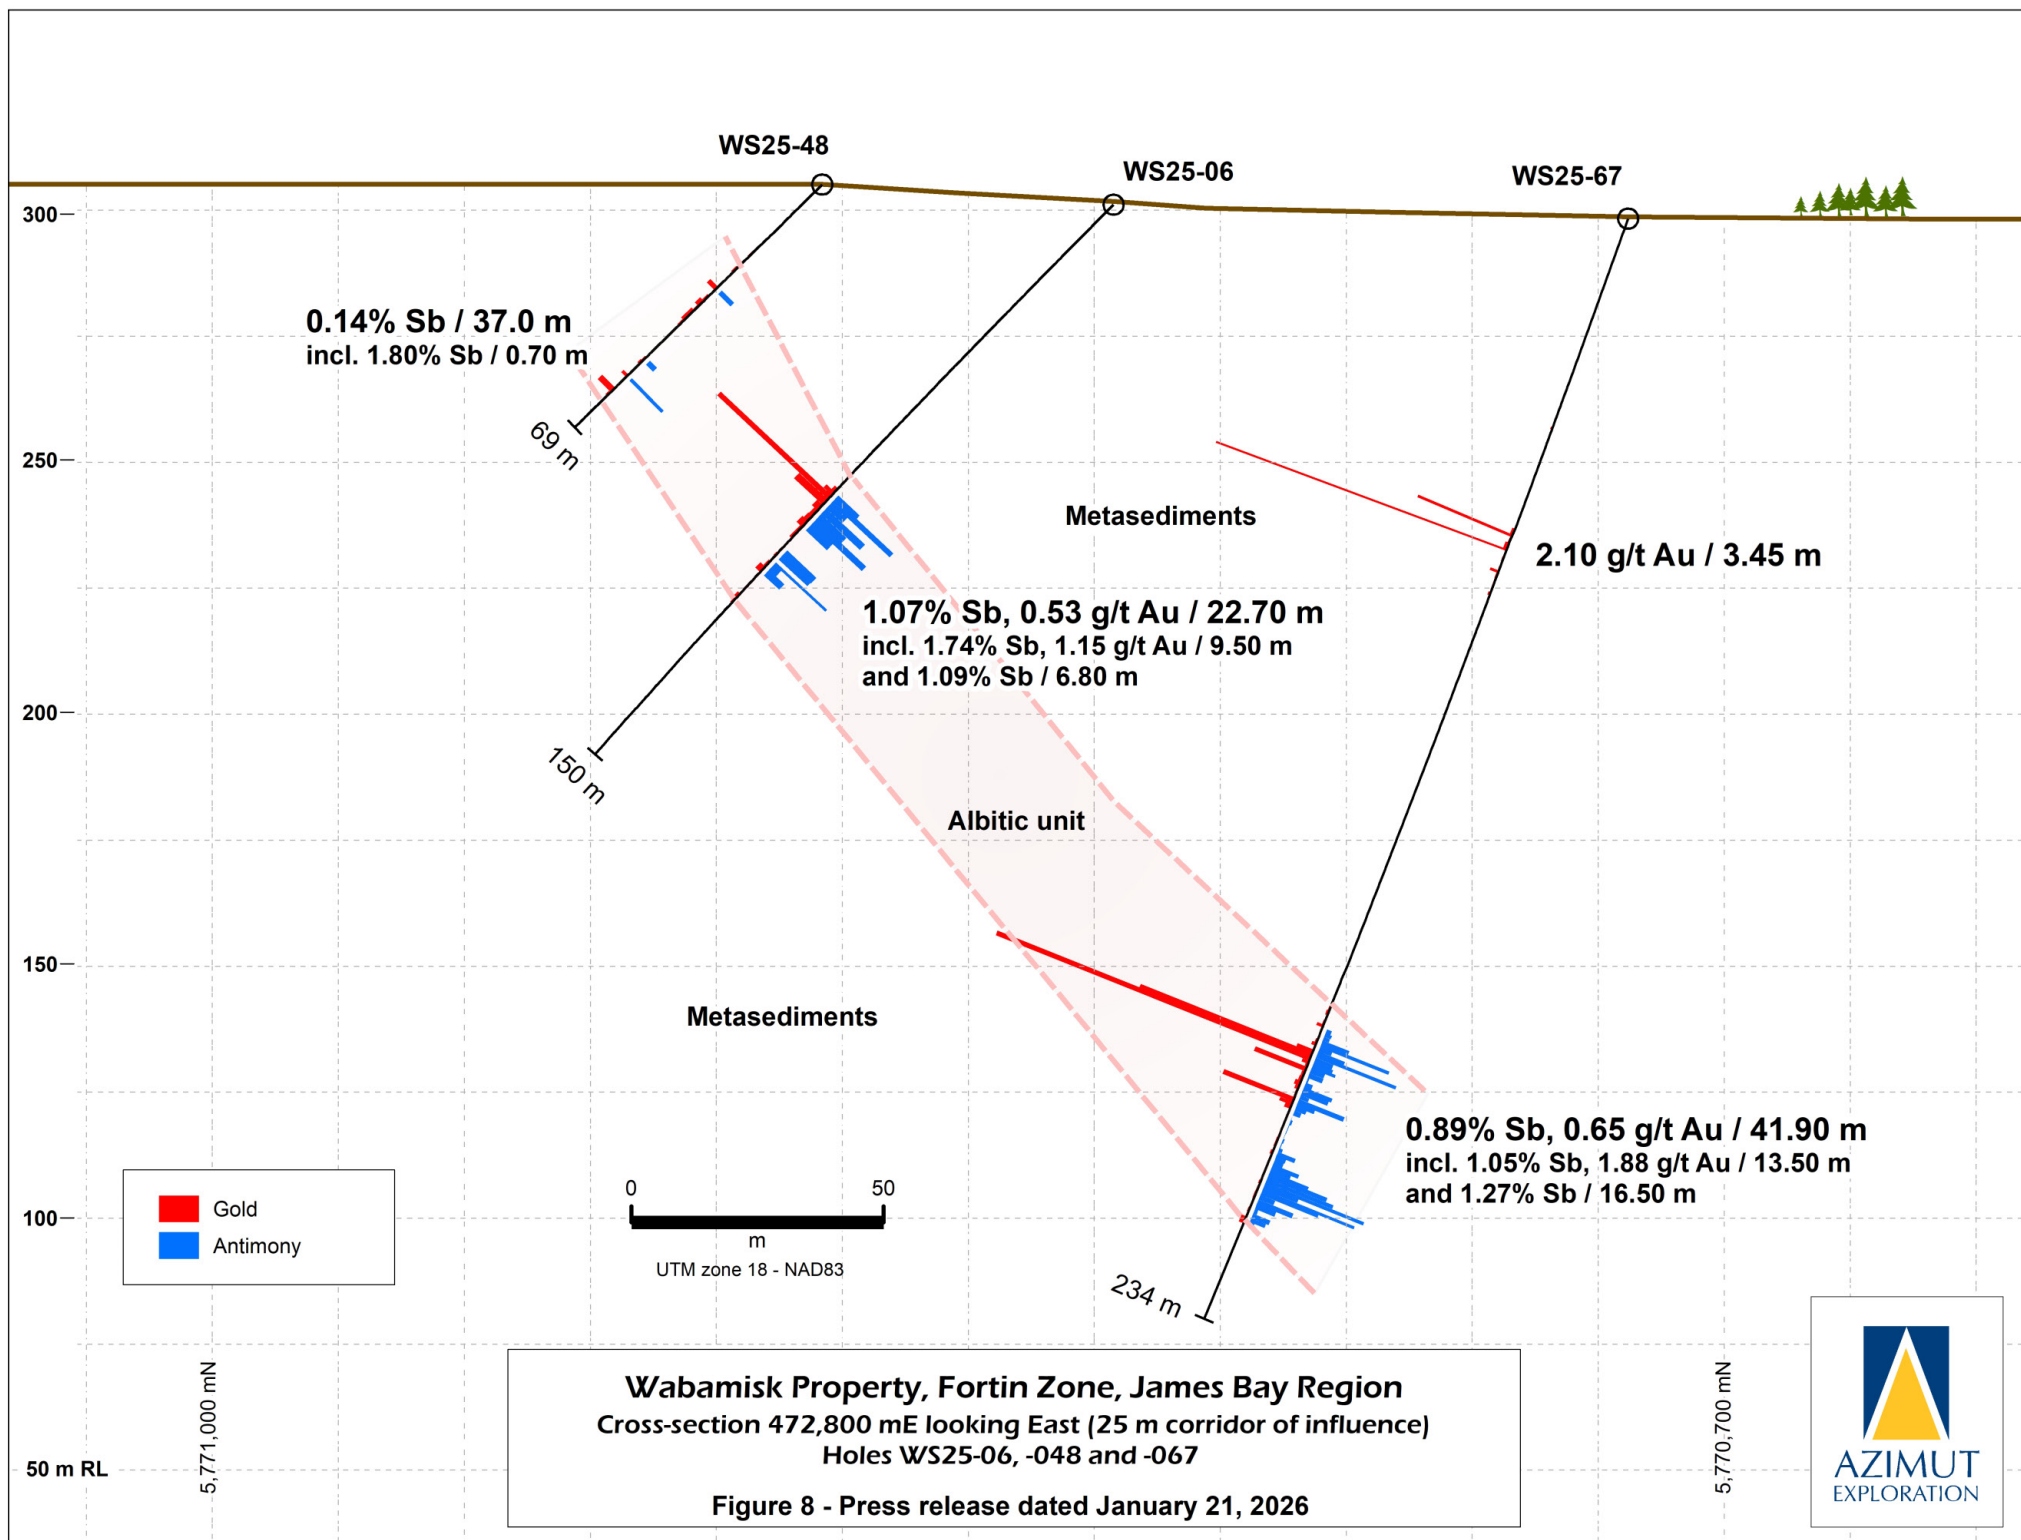 WS25-48
WS25-06
WS25-67
300
0.14% Sb / 37.0 m
incl. 1.80% Sb / 0.70 m
69 m
250
Metasediments
2.10 g/t Au / 3.45 m
1.07% Sb, 0.53 g/t Au / 22.70 m
incl. 1.74% Sb, 1.15 g/t Au / 9.50 m
and 1.09% Sb / 6.80 m
200
150 m
Albitic unit
150
Metasediments
0.89% Sb, 0.65 g/t Au / 41.90 m
incl. 1.05% Sb, 1.88 g/t Au / 13.50 m
and 1.27% Sb / 16.50 m
100
Gold
Antimony
0 50
m
UTM zone 18 - NAD83
234 m
5,771,000 mN
5,770,700 mN
50 m RL
Wabamisk Property, Fortin Zone, James Bay Region
Cross-section 472,800 mE looking East (25 m corridor of influence)
Holes WS25-06, -048 and -067
Figure 8 - Press release dated January 21, 2026
AZIMUT
EXPLORATION